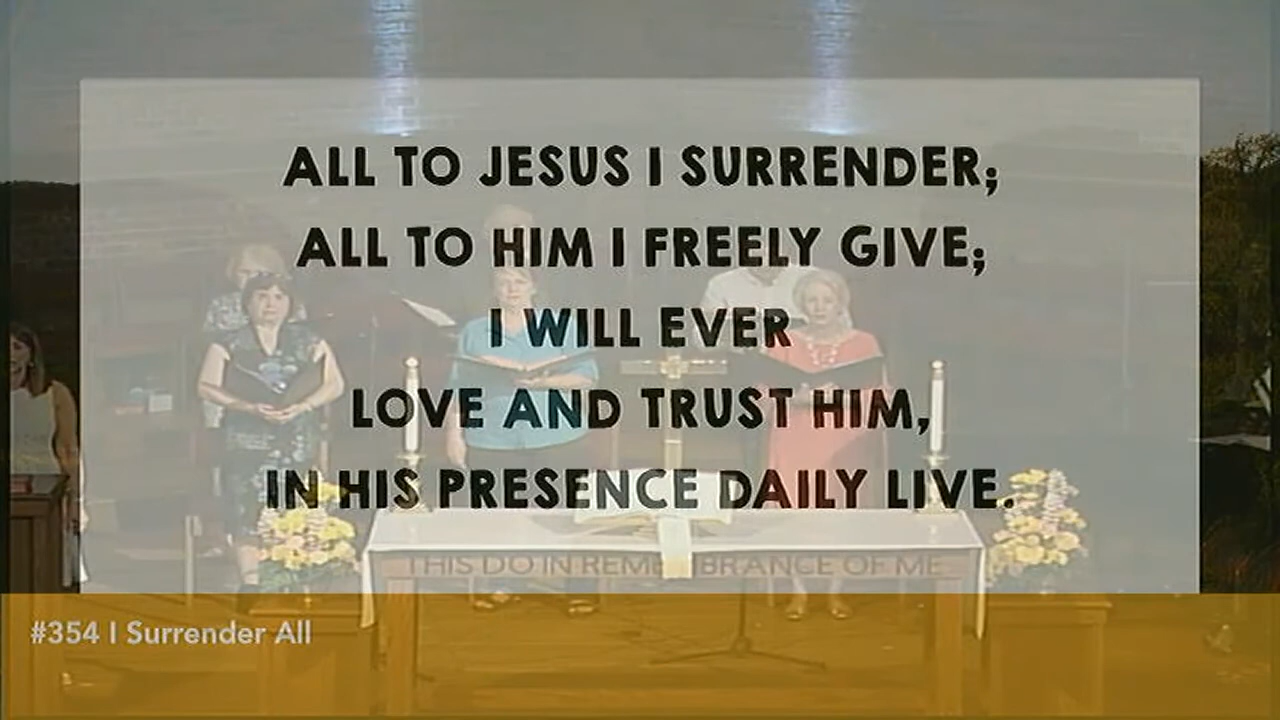 ALL TO JESUS I SURRENDER;
ALL TO HIM I FREELY GIVE;
I WILL EVER
LOVE AND TRUST HIM,
IN HIS PRESENCE DAILY LIVE.
THIS DO IN REMEMBRANCE OF ME
#354 I Surrender All